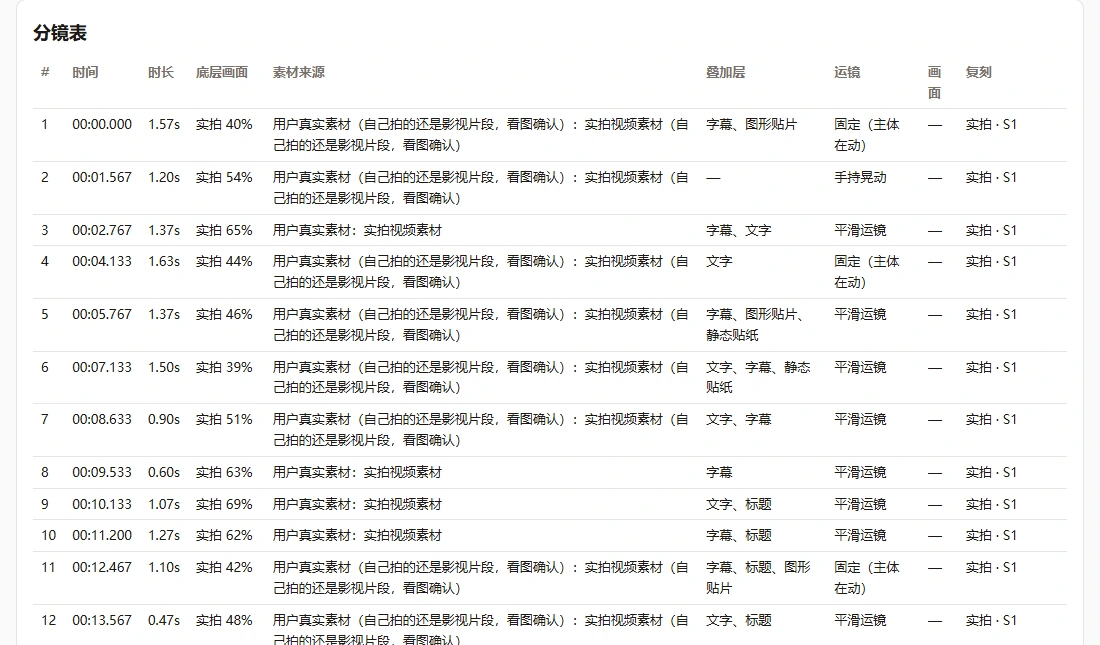 分镜表
# 时间 时长 底层画面 素材来源 叠加层 运镜 画面 复刻
1 00:00.000 1.57s 实拍 40% 用户真实素材（自己拍的还是影视片段，看图确认）：实拍视频素材（自己拍的还是影视片段，看图确认） 字幕、图形贴片 固定（主体在动） — 实拍 · S1
2 00:01.567 1.20s 实拍 54% 用户真实素材（自己拍的还是影视片段，看图确认）：实拍视频素材（自己拍的还是影视片段，看图确认） — 手持晃动 — 实拍 · S1
3 00:02.767 1.37s 实拍 65% 用户真实素材：实拍视频素材 字幕、文字 平滑运镜 — 实拍 · S1
4 00:04.133 1.63s 实拍 44% 用户真实素材（自己拍的还是影视片段，看图确认）：实拍视频素材（自己拍的还是影视片段，看图确认） 文字 固定（主体在动） — 实拍 · S1
5 00:05.767 1.37s 实拍 46% 用户真实素材（自己拍的还是影视片段，看图确认）：实拍视频素材（自己拍的还是影视片段，看图确认） 字幕、图形贴片、静态贴纸 平滑运镜 — 实拍 · S1
6 00:07.133 1.50s 实拍 39% 用户真实素材（自己拍的还是影视片段，看图确认）：实拍视频素材（自己拍的还是影视片段，看图确认） 文字、字幕、静态贴纸 平滑运镜 — 实拍 · S1
7 00:08.633 0.90s 实拍 51% 用户真实素材（自己拍的还是影视片段，看图确认）：实拍视频素材（自己拍的还是影视片段，看图确认） 文字、字幕 平滑运镜 — 实拍 · S1
8 00:09.533 0.60s 实拍 63% 用户真实素材：实拍视频素材 字幕 平滑运镜 — 实拍 · S1
9 00:10.133 1.07s 实拍 69% 用户真实素材：实拍视频素材 文字、标题 平滑运镜 — 实拍 · S1
10 00:11.200 1.27s 实拍 62% 用户真实素材：实拍视频素材 字幕、标题 平滑运镜 — 实拍 · S1
11 00:12.467 1.10s 实拍 42% 用户真实素材（自己拍的还是影视片段，看图确认）：实拍视频素材（自己拍的还是影视片段，看图确认） 字幕、标题、图形贴片 固定（主体在动） — 实拍 · S1
12 00:13.567 0.47s 实拍 48% 用户真实素材（自己拍的还是影视片段，看图确认）：实拍视频素材（自己拍的还是影视片段，看图确认） 文字、标题 平滑运镜 — 实拍 · S1